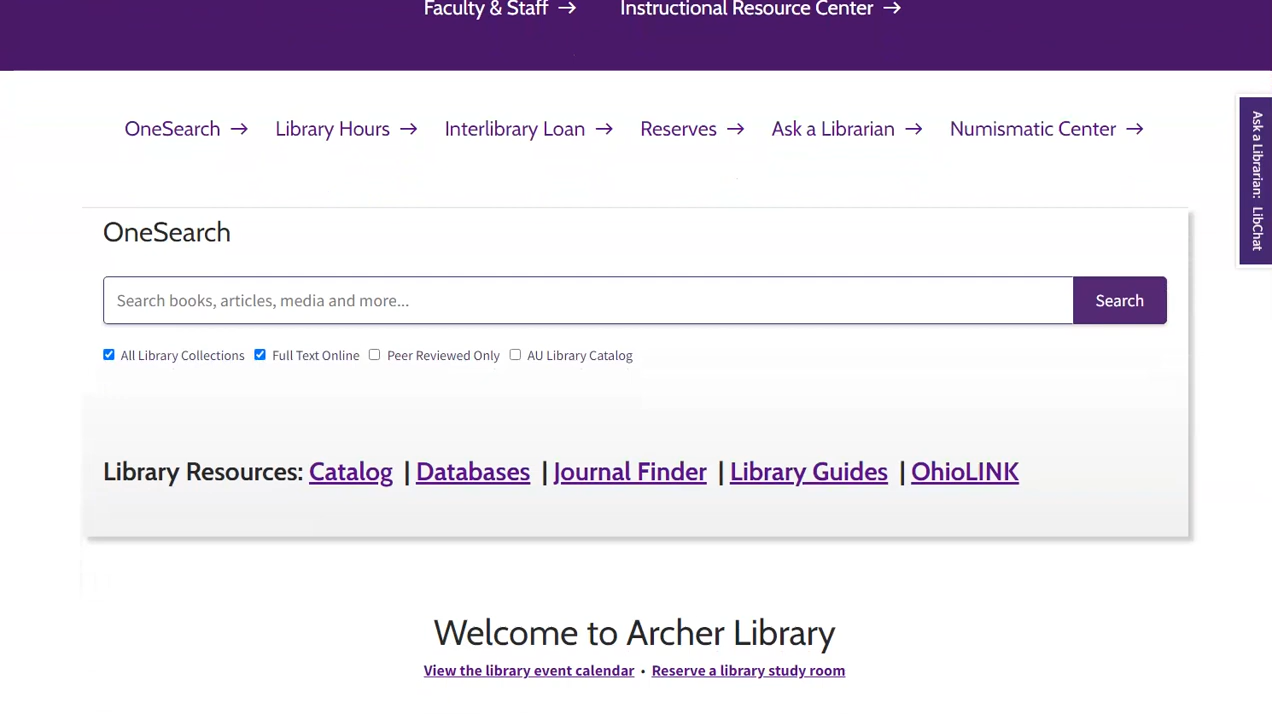 Faculty & Staff → Instructional Resource Center →
OneSearch → Library Hours → Interlibrary Loan → Reserves → Ask a Librarian → Numismatic Center →
Ask a Librarian: LibChat
OneSearch
Search books, articles, media and more...
Search
All Library Collections Full Text Online Peer Reviewed Only AU Library Catalog
Library Resources: Catalog | Databases | Journal Finder | Library Guides | OhioLINK
Welcome to Archer Library
View the library event calendar • Reserve a library study room